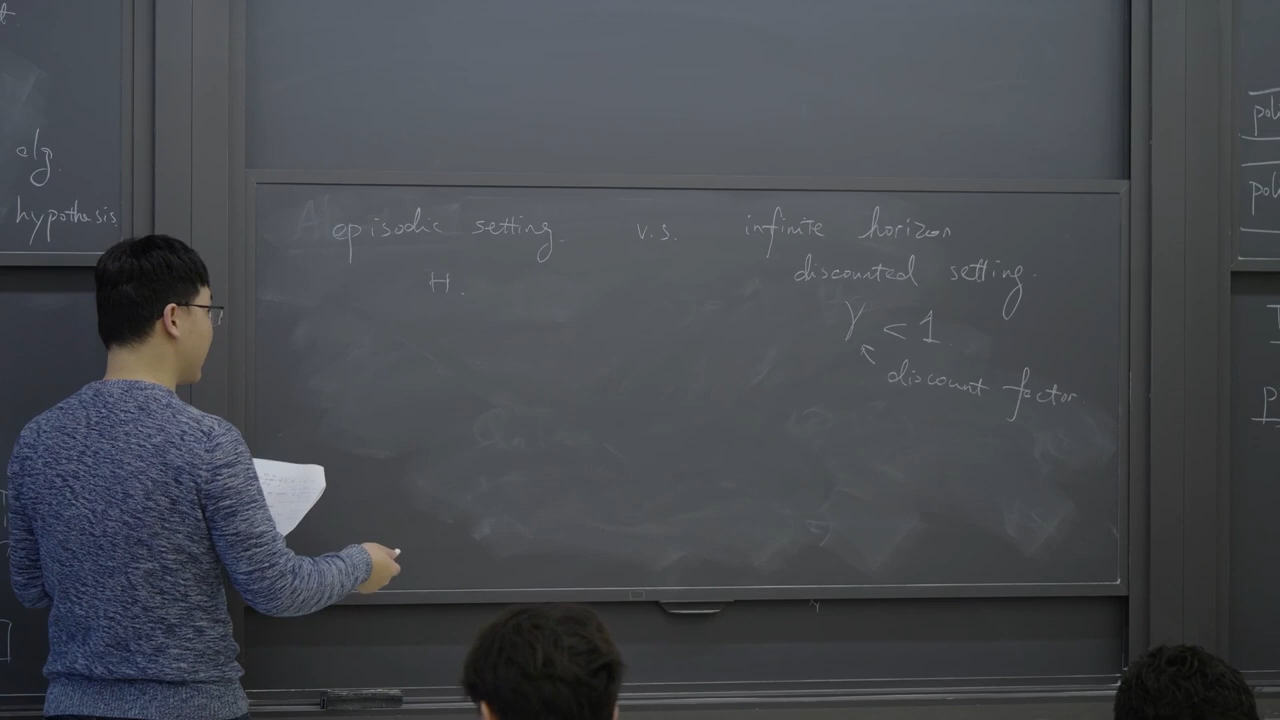 alg.
hypothesis
episodic setting. v.s. infinite horizon
H. discounted setting.
γ < 1
discount factor.